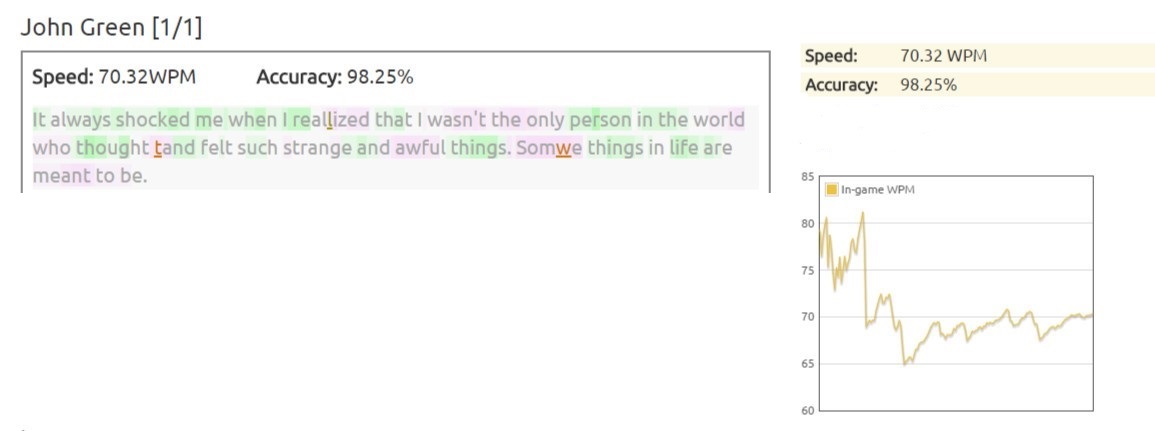 John Green [1/1]
Speed: 70.32WPM Accuracy: 98.25%
It always shocked me when I reallized that I wasn't the only person in the world
who thought tand felt such strange and awful things. Somwe things in life are
meant to be.
Speed: 70.32 WPM
Accuracy: 98.25%
85
In-game WPM
80
75
70
65
60